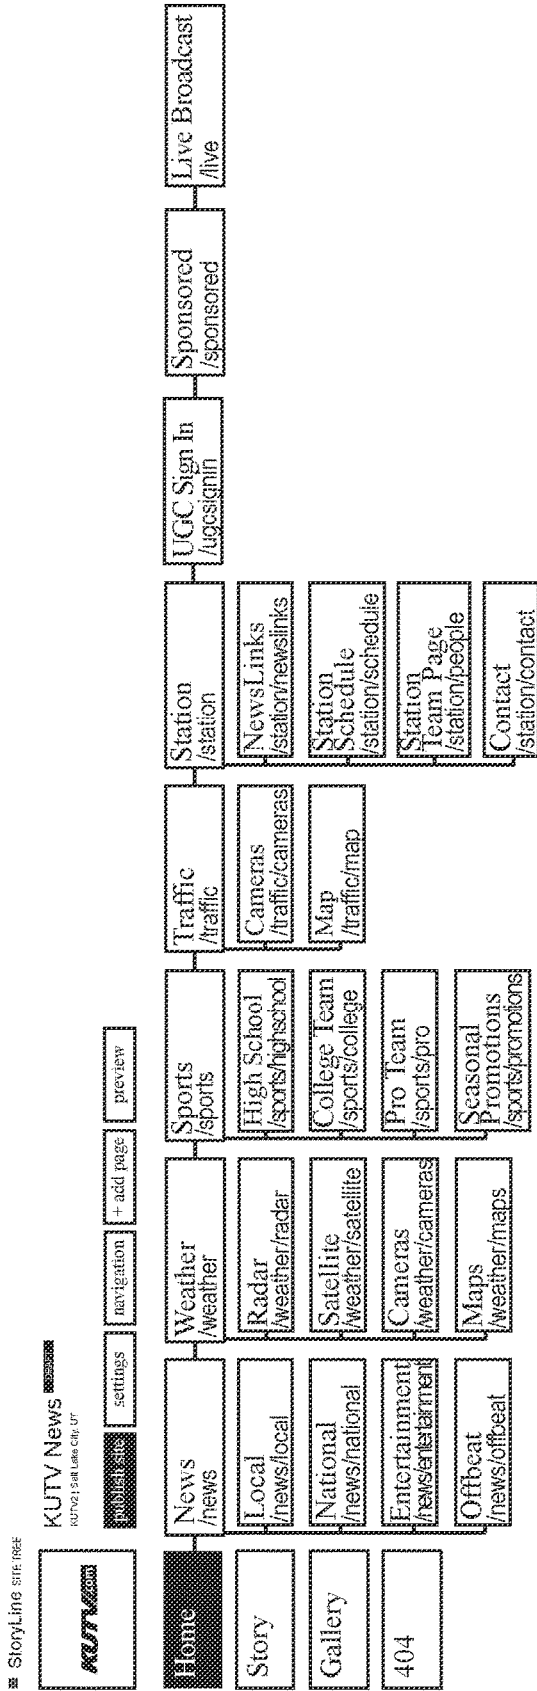 StoryLine SITE TREE
KUTV.com
KUTV News
KUTV2 | Salt Lake City, UT
publish site
settings
navigation
+ add page
preview
Home
Story
Gallery
404
News
/news
Local
/news/local
National
/news/national
Entertainment
/news/entertainment
Offbeat
/news/offbeat
Weather
/weather
Radar
/weather/radar
Satellite
/weather/satellite
Cameras
/weather/cameras
Maps
/weather/maps
Sports
/sports
High School
/sports/highschool
College Team
/sports/college
Pro Team
/sports/pro
Seasonal
Promotions
/sports/promotions
Traffic
/traffic
Cameras
/traffic/cameras
Map
/traffic/map
Station
/station
NewsLinks
/station/newslinks
Station
Schedule
/station/schedule
Station
Team Page
/station/people
Contact
/station/contact
UGC Sign In
/ugcsignin
Sponsored
/sponsored
Live Broadcast
/live